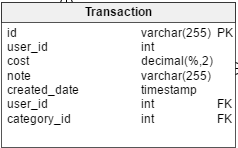 Transaction
id varchar(255) PK
user_id int
cost decimal(%,2)
note varchar(255)
created_date timestamp
user_id int FK
category_id int FK